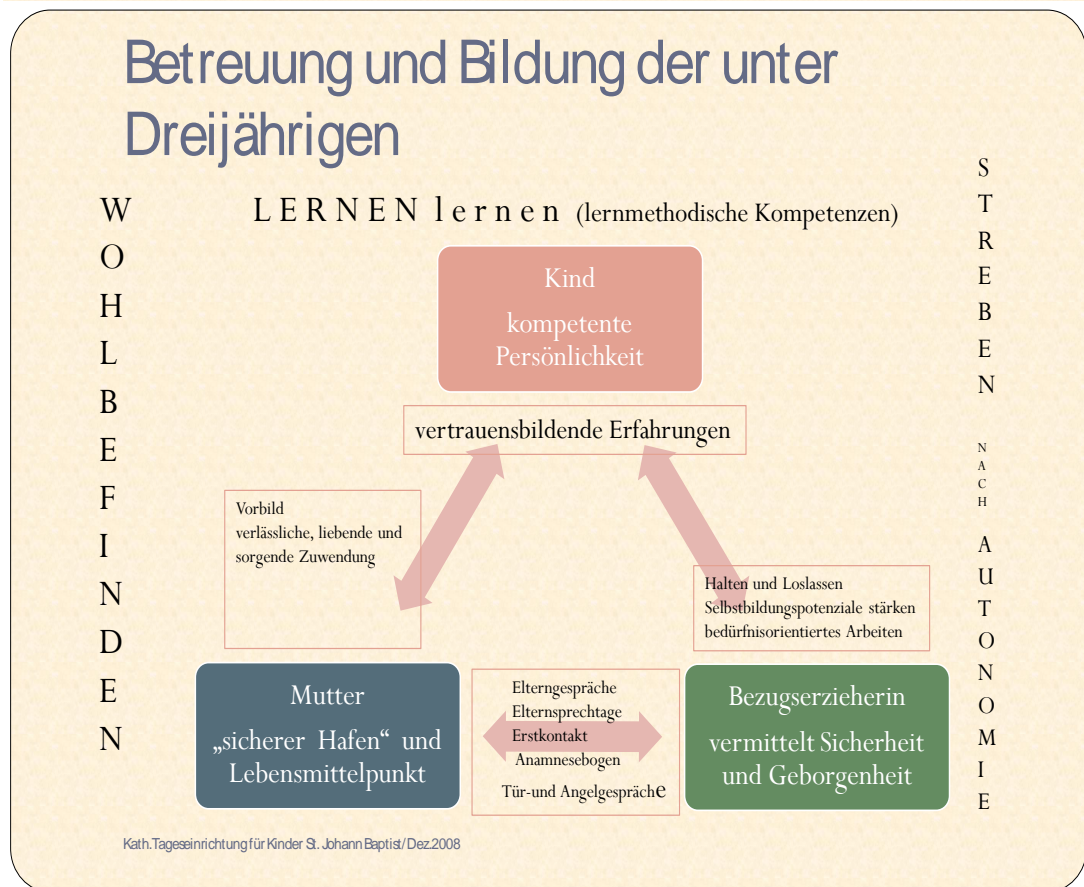 Betreuung und Bildung der unter
Dreijährigen
WOHLBEFINDEN
LERNEN lernen (lernmethodische Kompetenzen)
STREBEN NACH AUTONOMIE
Kind
kompetente
Persönlichkeit
vertrauensbildende Erfahrungen
Vorbild
verlässliche, liebende und
sorgende Zuwendung
Halten und Loslassen
Selbstbildungspotenziale stärken
bedürfnisorientiertes Arbeiten
Mutter
„sicherer Hafen“ und
Lebensmittelpunkt
Elterngespräche
Elternsprechtage
Erstkontakt
Anamnesebogen
Tür-und Angelgespräche
Bezugserzieherin
vermittelt Sicherheit
und Geborgenheit
Kath.Tageseinrichtung für Kinder St. Johann Baptist/Dez.2008